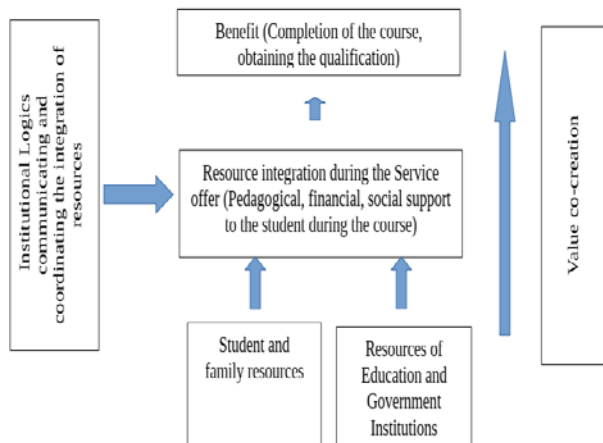 Benefit (Completion of the course,
obtaining the qualification)
Institutional Logics
communicating and
coordinating the integration of
resources
Resource integration during the Service
offer (Pedagogical, financial, social support
to the student during the course)
Value co-creation
Student and
family resources
Resources of
Education and
Government
Institutions